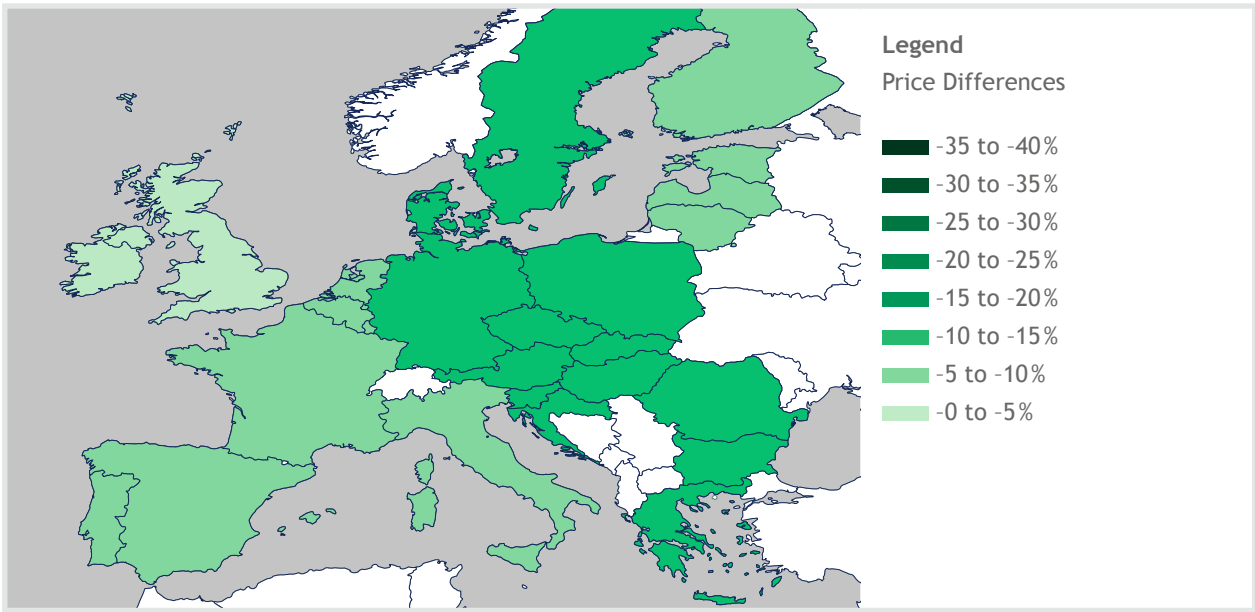 Legend
Price Differences
-35 to -40%
-30 to -35%
-25 to -30%
-20 to -25%
-15 to -20%
-10 to -15%
-5 to -10%
-0 to -5%